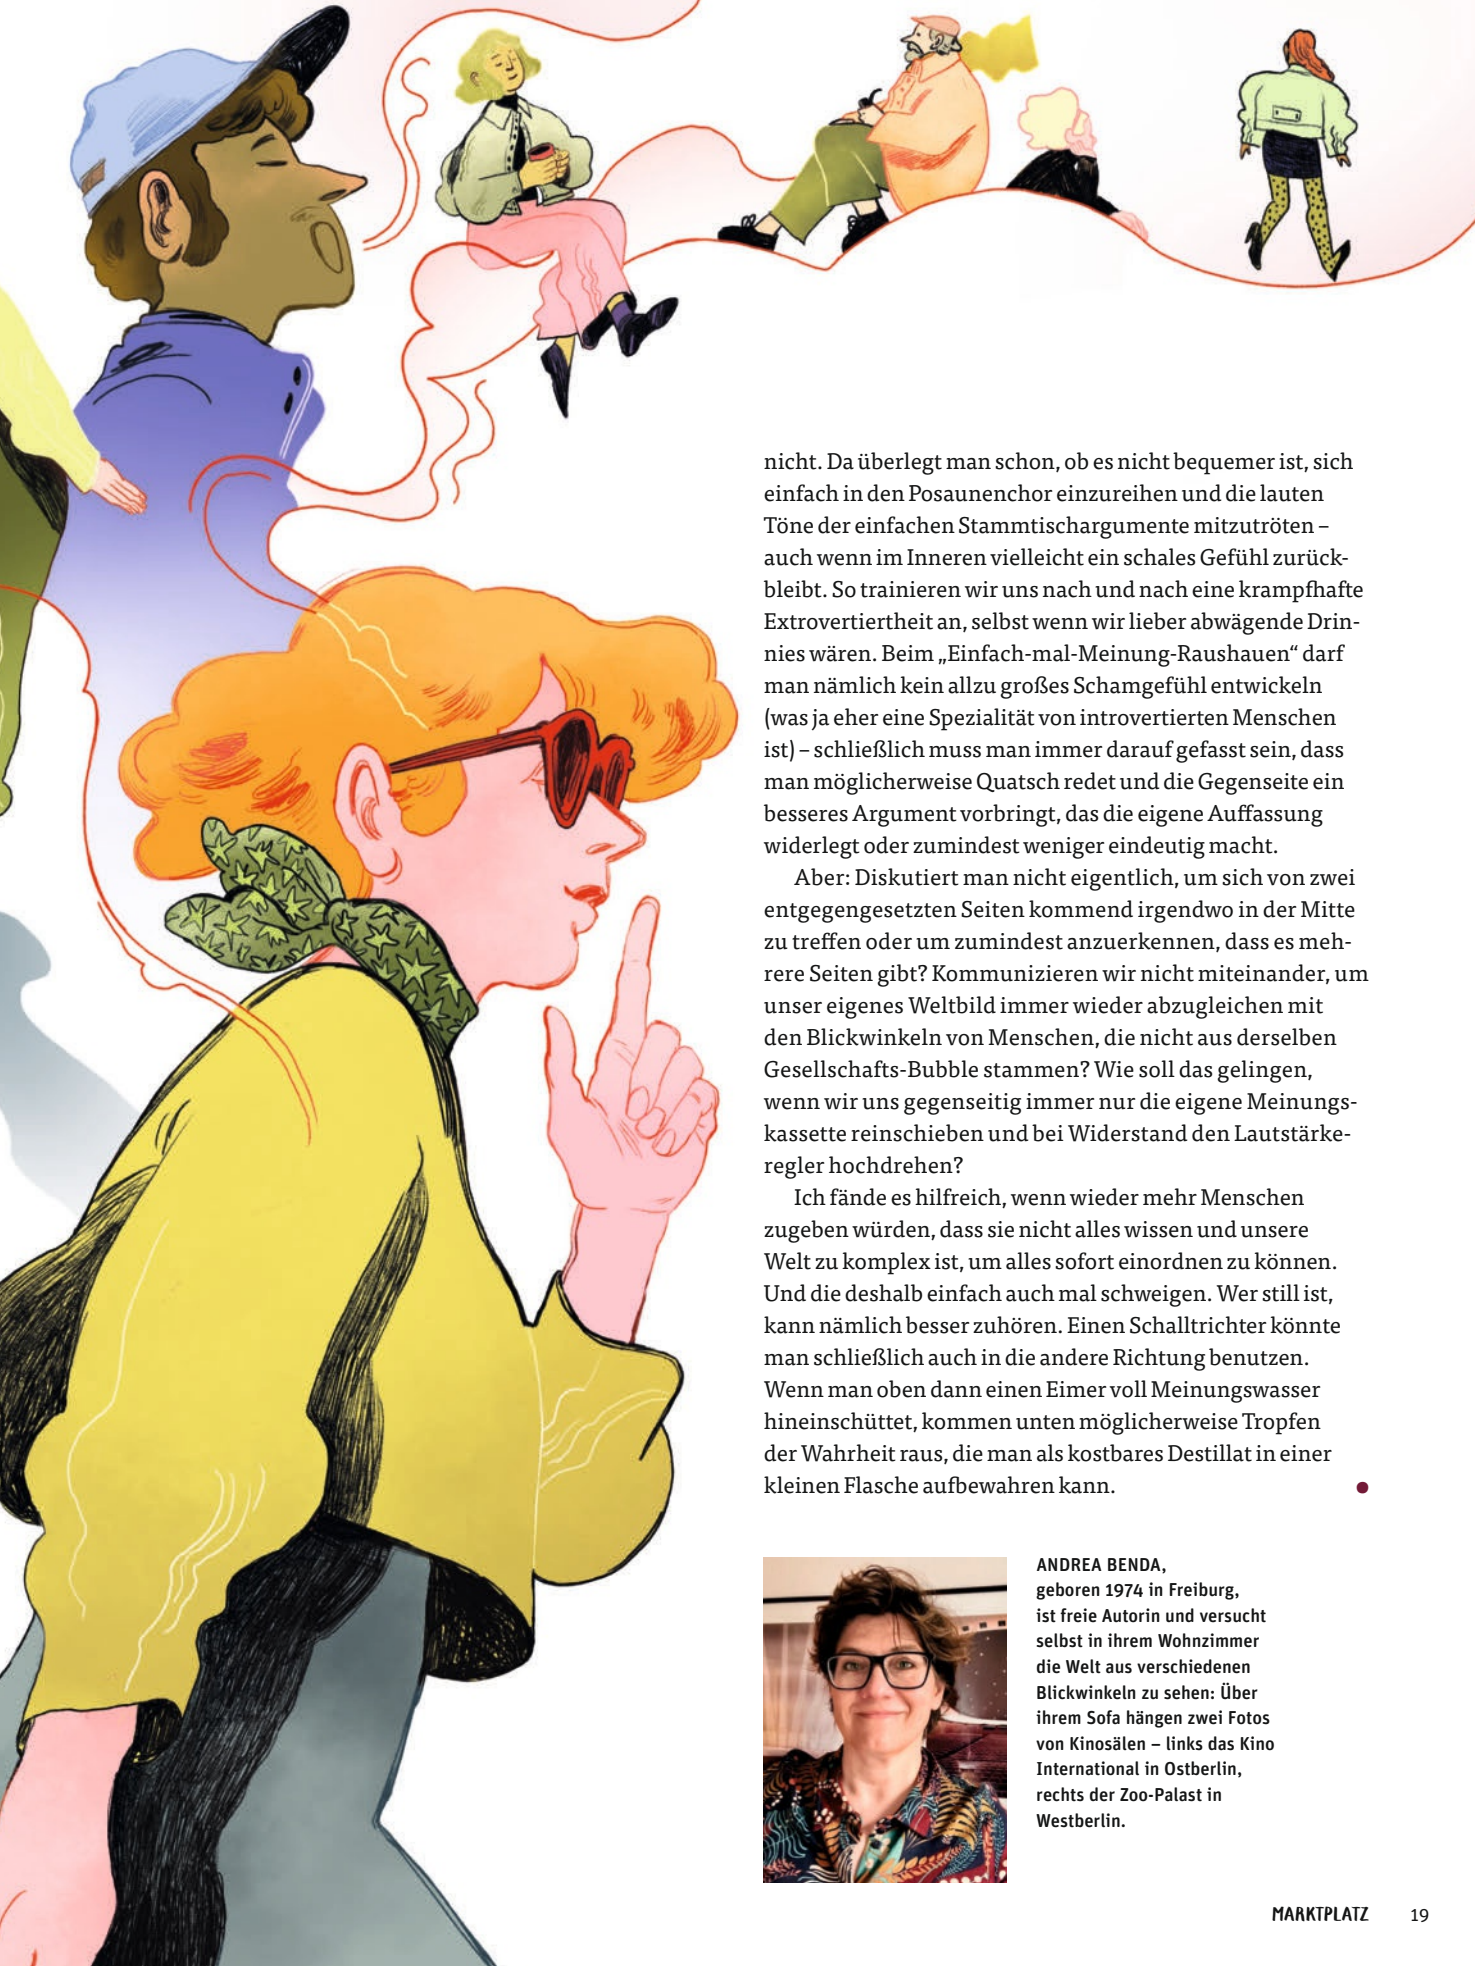 nicht. Da überlegt man schon, ob es nicht bequemer ist, sich
einfach in den Posaunenchor einzureihen und die lauten
Töne der einfachen Stammtischargumente mitzutröten –
auch wenn im Inneren vielleicht ein schales Gefühl zurück-
bleibt. So trainieren wir uns nach und nach eine krampfhafte
Extrovertiertheit an, selbst wenn wir lieber abwägende Drin-
nies wären. Beim „Einfach-mal-Meinung-Raushauen“ darf
man nämlich kein allzu großes Schamgefühl entwickeln
(was ja eher eine Spezialität von introvertierten Menschen
ist) – schließlich muss man immer darauf gefasst sein, dass
man möglicherweise Quatsch redet und die Gegenseite ein
besseres Argument vorbringt, das die eigene Auffassung
widerlegt oder zumindest weniger eindeutig macht.
Aber: Diskutiert man nicht eigentlich, um sich von zwei
entgegengesetzten Seiten kommend irgendwo in der Mitte
zu treffen oder um zumindest anzuerkennen, dass es meh-
rere Seiten gibt? Kommunizieren wir nicht miteinander, um
unser eigenes Weltbild immer wieder abzugleichen mit
den Blickwinkeln von Menschen, die nicht aus derselben
Gesellschafts-Bubble stammen? Wie soll das gelingen,
wenn wir uns gegenseitig immer nur die eigene Meinungs-
kassette reinschieben und bei Widerstand den Lautstärke-
regler hochdrehen?
Ich fände es hilfreich, wenn wieder mehr Menschen
zugeben würden, dass sie nicht alles wissen und unsere
Welt zu komplex ist, um alles sofort einordnen zu können.
Und die deshalb einfach auch mal schweigen. Wer still ist,
kann nämlich besser zuhören. Einen Schalltrichter könnte
man schließlich auch in die andere Richtung benutzen.
Wenn man oben dann einen Eimer voll Meinungswasser
hineinschüttet, kommen unten möglicherweise Tropfen
der Wahrheit raus, die man als kostbares Destillat in einer
kleinen Flasche aufbewahren kann.
ANDREA BENDA,
geboren 1974 in Freiburg,
ist freie Autorin und versucht
selbst in ihrem Wohnzimmer
die Welt aus verschiedenen
Blickwinkeln zu sehen: Über
ihrem Sofa hängen zwei Fotos
von Kinosälen – links das Kino
International in Ostberlin,
rechts der Zoo-Palast in
Westberlin.
MARKTPLATZ 19